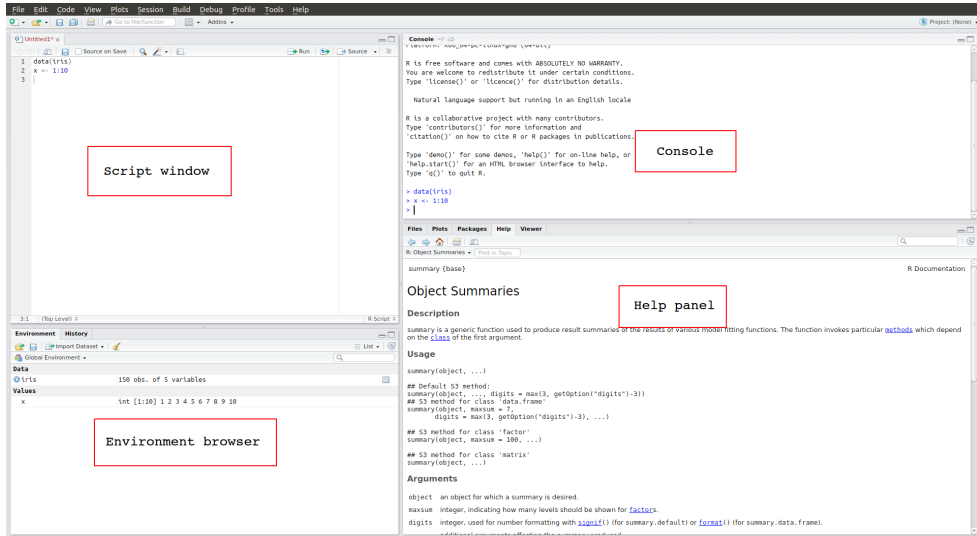 File Edit Code View Plots Session Build Debug Profile Tools Help
Go to file/function Addins Project: (None)
Untitled1*
Source on Save Run Source
1 data(iris)
2 x <- 1:10
3
Script window
3:1 (Top Level) R Script
Environment History
Import Dataset List
Global Environment
Data
iris 150 obs. of 5 variables
Values
x int [1:10] 1 2 3 4 5 6 7 8 9 10
Environment browser
Console ~/
R is free software and comes with ABSOLUTELY NO WARRANTY.
You are welcome to redistribute it under certain conditions.
Type 'license()' or 'licence()' for distribution details.
Natural language support but running in an English locale
R is a collaborative project with many contributors.
Type 'contributors()' for more information and
'citation()' on how to cite R or R packages in publications.
Type 'demo()' for some demos, 'help()' for on-line help, or
'help.start()' for an HTML browser interface to help.
Type 'q()' to quit R.
> data(iris)
> x <- 1:10
>
Console
Files Plots Packages Help Viewer
R: Object Summaries Find in Topic
summary {base} R Documentation
Object Summaries
Help panel
Description
summary is a generic function used to produce result summaries of the results of various model fitting functions. The function invokes particular methods which depend
on the class of the first argument.
Usage
summary(object, ...)
## Default S3 method:
summary(object, ..., digits = max(3, getOption("digits")-3))
## S3 method for class 'data.frame'
summary(object, maxsum = 7,
digits = max(3, getOption("digits")-3), ...)
## S3 method for class 'factor'
summary(object, maxsum = 100, ...)
## S3 method for class 'matrix'
summary(object, ...)
Arguments
object an object for which a summary is desired.
maxsum integer, indicating how many levels should be shown for factors.
digits integer, used for number formatting with signif() (for summary.default) or format() (for summary.data.frame).